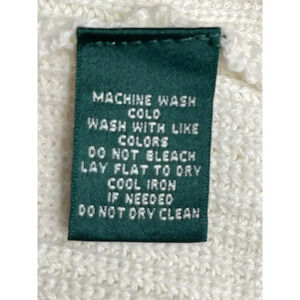 MACHINE WASH
COLD
WASH WITH LIKE
COLORS
DO NOT BLEACH
LAY FLAT TO DRY
COOL IRON
IF NEEDED
DO NOT DRY CLEAN